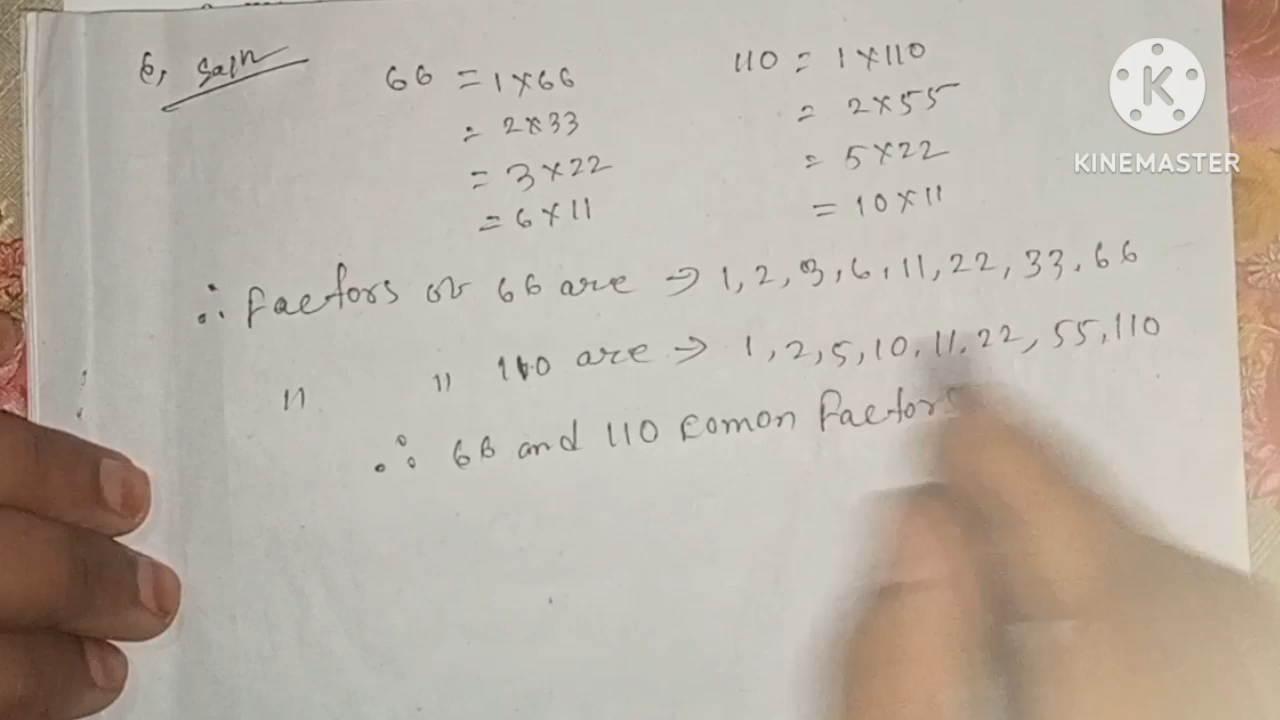 6, Soln
66 = 1×66
= 2×33
= 3×22
= 6×11
110 = 1×110
= 2×55
= 5×22
= 10×11
∴ Factors of 66 are → 1, 2, 3, 6, 11, 22, 33, 66
" " 110 are → 1, 2, 5, 10, 11, 22, 55, 110
∴ 66 and 110 comon Factors
K
KINEMASTER